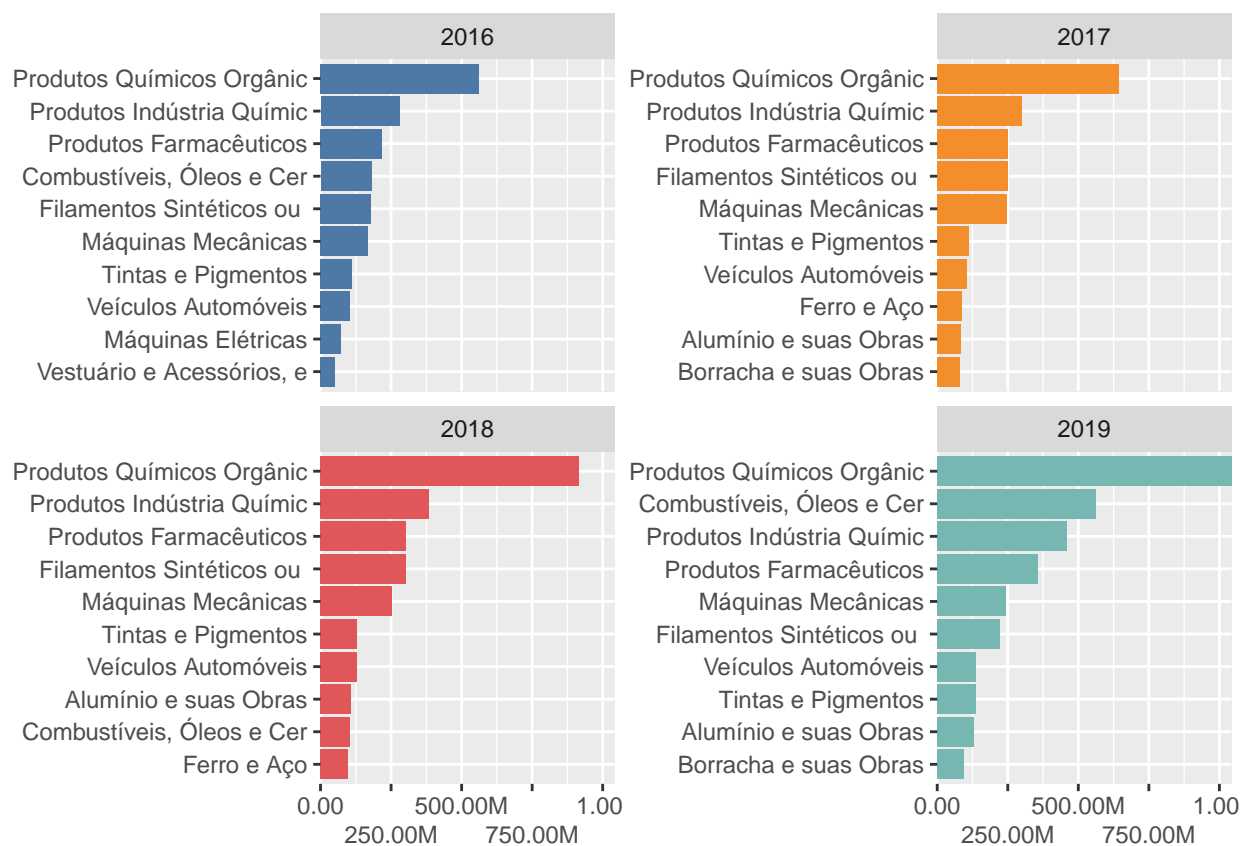 2016
Produtos Químicos Orgânic
Produtos Indústria Químic
Produtos Farmacêuticos
Combustíveis, Óleos e Cer
Filamentos Sintéticos ou
Máquinas Mecânicas
Tintas e Pigmentos
Veículos Automóveis
Máquinas Elétricas
Vestuário e Acessórios, e
2017
Produtos Químicos Orgânic
Produtos Indústria Químic
Produtos Farmacêuticos
Filamentos Sintéticos ou
Máquinas Mecânicas
Tintas e Pigmentos
Veículos Automóveis
Ferro e Aço
Alumínio e suas Obras
Borracha e suas Obras
2018
Produtos Químicos Orgânic
Produtos Indústria Químic
Produtos Farmacêuticos
Filamentos Sintéticos ou
Máquinas Mecânicas
Tintas e Pigmentos
Veículos Automóveis
Alumínio e suas Obras
Combustíveis, Óleos e Cer
Ferro e Aço
0.00 500.00M 1.00
250.00M 750.00M
2019
Produtos Químicos Orgânic
Combustíveis, Óleos e Cer
Produtos Indústria Químic
Produtos Farmacêuticos
Máquinas Mecânicas
Filamentos Sintéticos ou
Veículos Automóveis
Tintas e Pigmentos
Alumínio e suas Obras
Borracha e suas Obras
0.00 500.00M 1.00
250.00M 750.00M